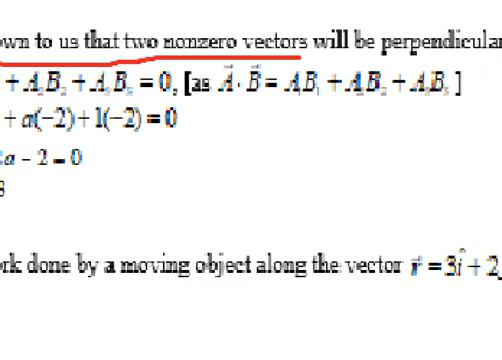 own to us that two nonzero vectors will be perpendicular
+ A₂B₂ + A₃B₃ = 0, [as A⃗·B⃗ = A₁B₁ + A₂B₂ + A₃B₃ ]
+ a(−2) + 1(−2) = 0
a − 2 = 0
8
ork done by a moving object along the vector r⃗ = 3î + 2